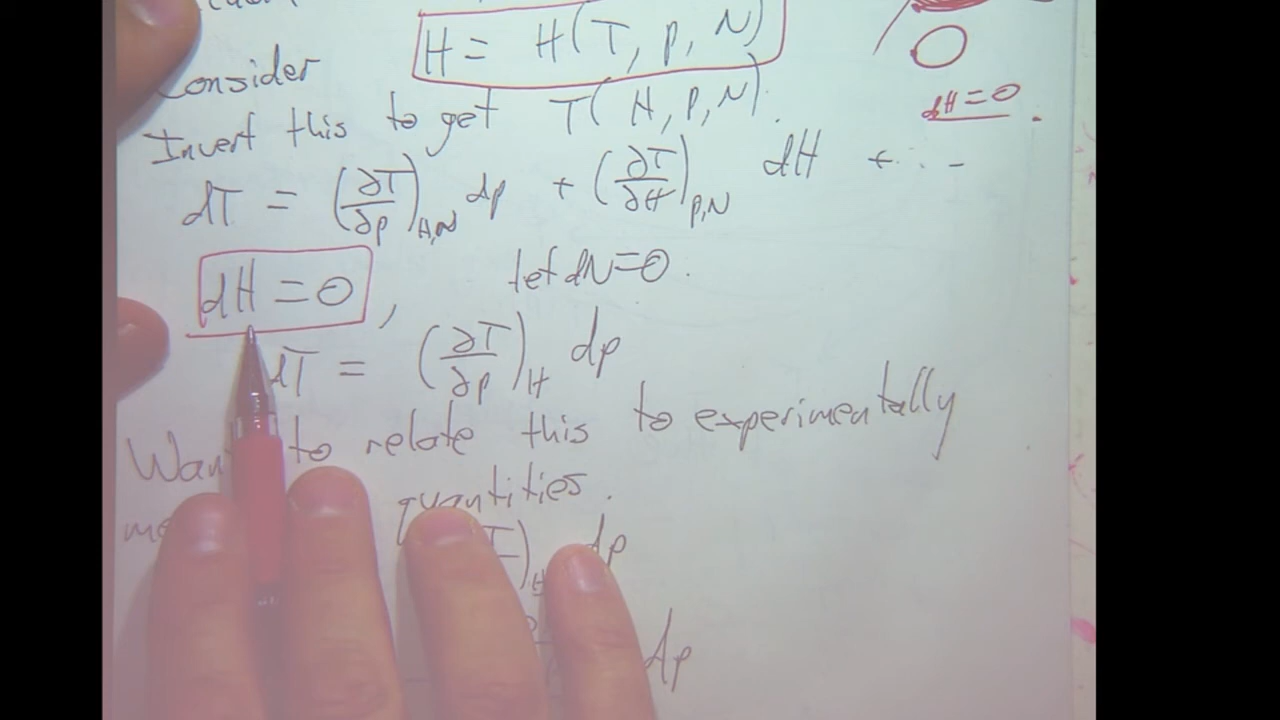 H = H(T, P, N)
Consider
dH = 0
Invert this to get T(H, P, N).
dT = (∂T/∂p)_{H,N} dp + (∂T/∂H)_{P,N} dH + ...
dH = 0, let dN = 0.
dT = (∂T/∂p)_H dp
to relate this to experimentally
quantities.
dp
dp